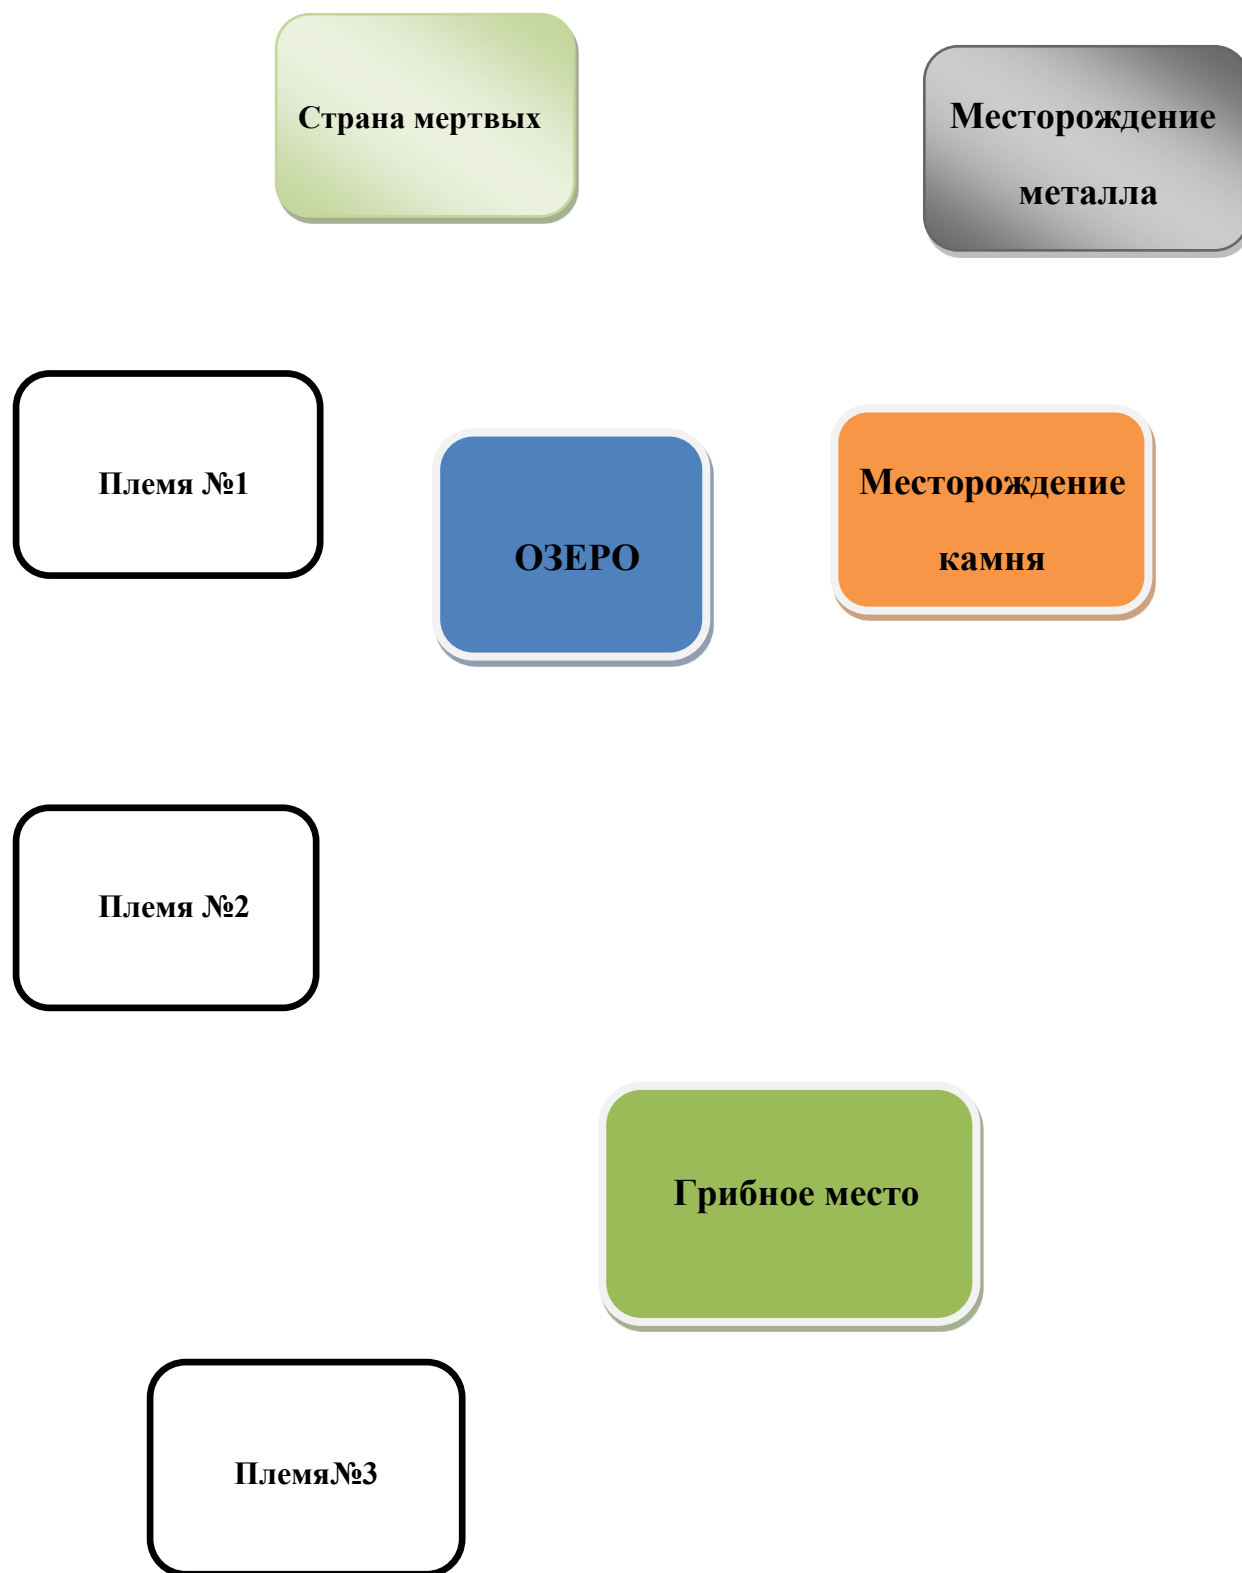 Страна мертвых
Месторождение
металла
Племя №1
ОЗЕРО
Месторождение
камня
Племя №2
Грибное место
Племя№3